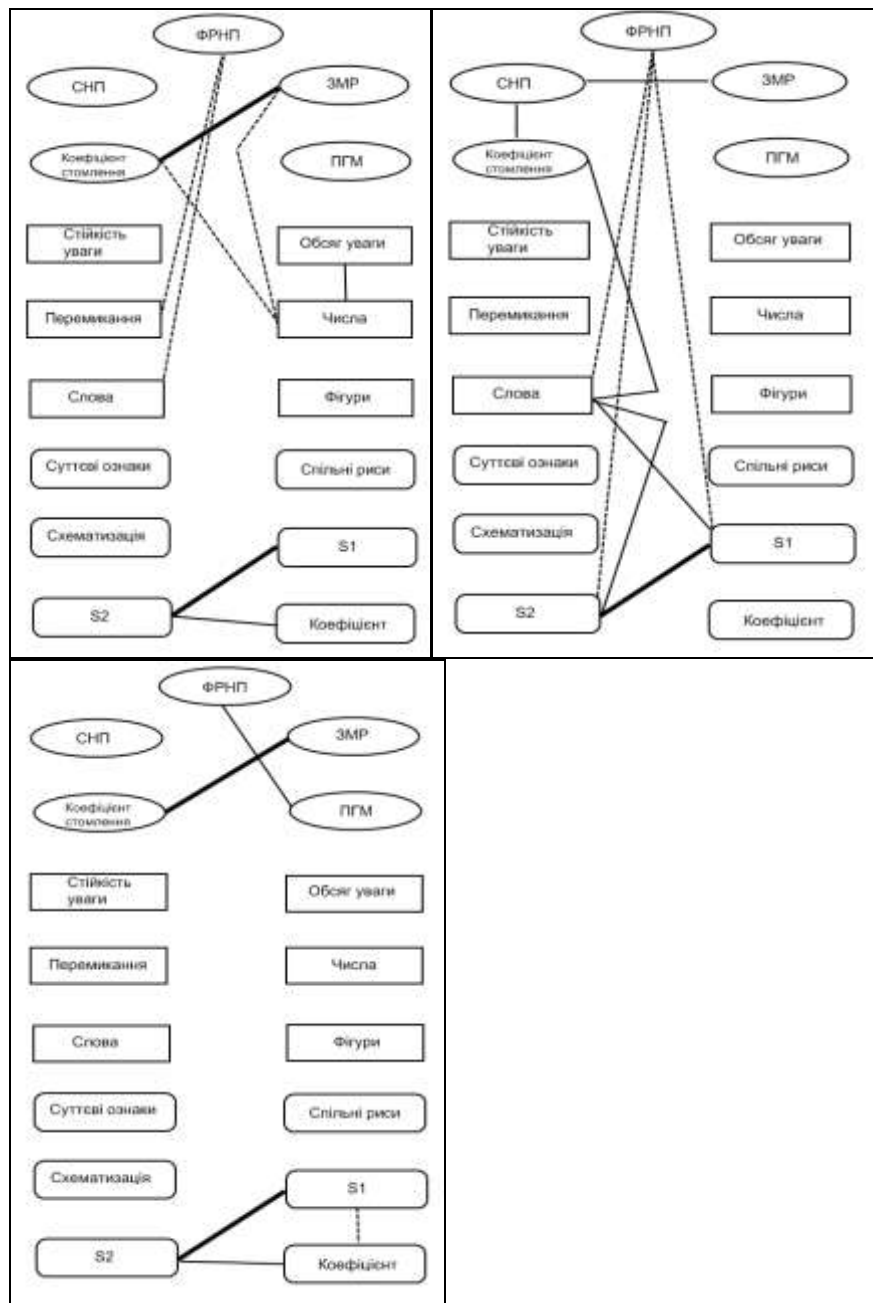 ФРНП
СНП
ЗМР
Коефіцієнт
стомлення
ПГМ
Стійкість
уваги
Обсяг уваги
Перемикання
Числа
Слова
Фігури
Суттєві ознаки
Спільні риси
Схематизація
S1
S2
Коефіцієнт
ФРНП
СНП
ЗМР
Коефіцієнт
стомлення
ПГМ
Стійкість
уваги
Обсяг уваги
Перемикання
Числа
Слова
Фігури
Суттєві ознаки
Спільні риси
Схематизація
S1
S2
Коефіцієнт
ФРНП
СНП
ЗМР
Коефіцієнт
стомлення
ПГМ
Стійкість
уваги
Обсяг уваги
Перемикання
Числа
Слова
Фігури
Суттєві ознаки
Спільні риси
Схематизація
S1
S2
Коефіцієнт